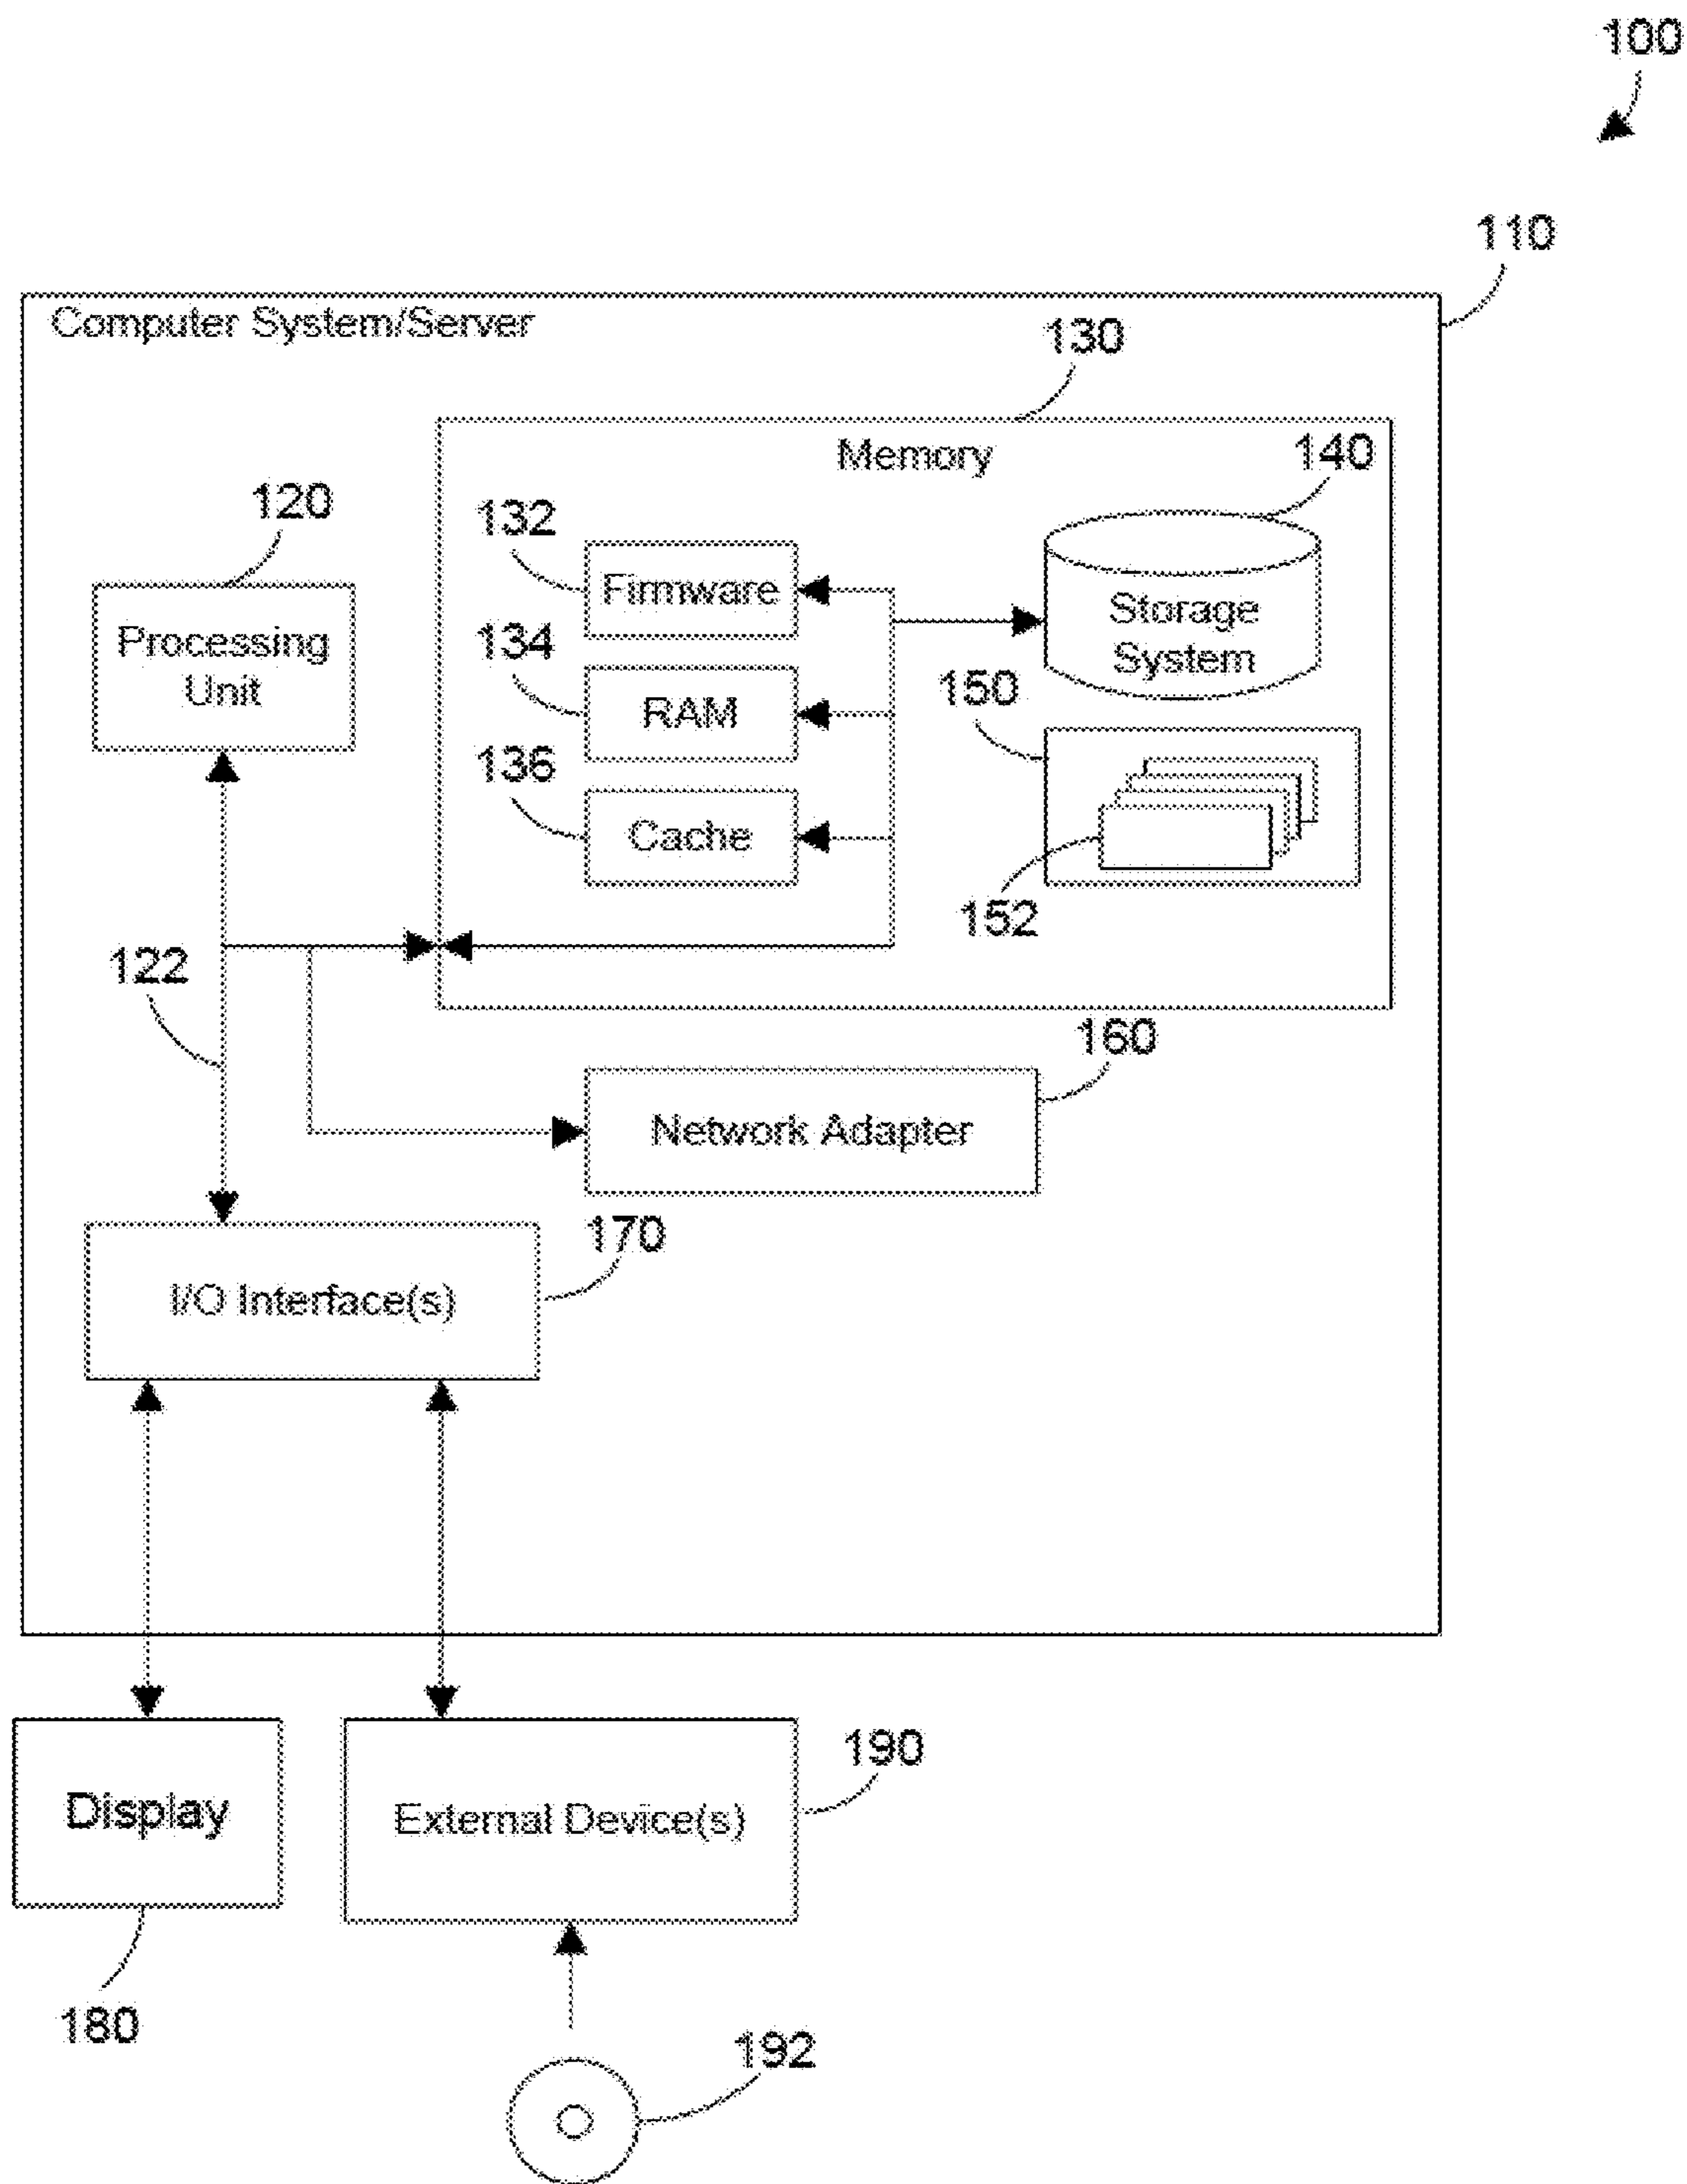 100
110
Computer System/Server
130
Memory
140
120
132
Firmware
Processing
Unit
134
RAM
Storage
System
150
136
Cache
152
122
160
Network Adapter
170
I/O Interface(s)
190
Display
External Device(s)
180
192